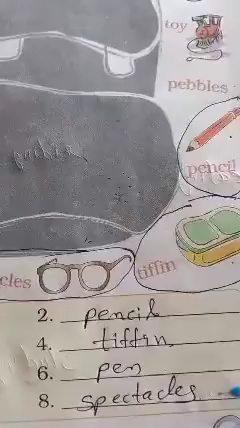 toy
pebbles
pencil
cles
tiffin
2. pencil
4. tiffin
6. pen
8. spectacles